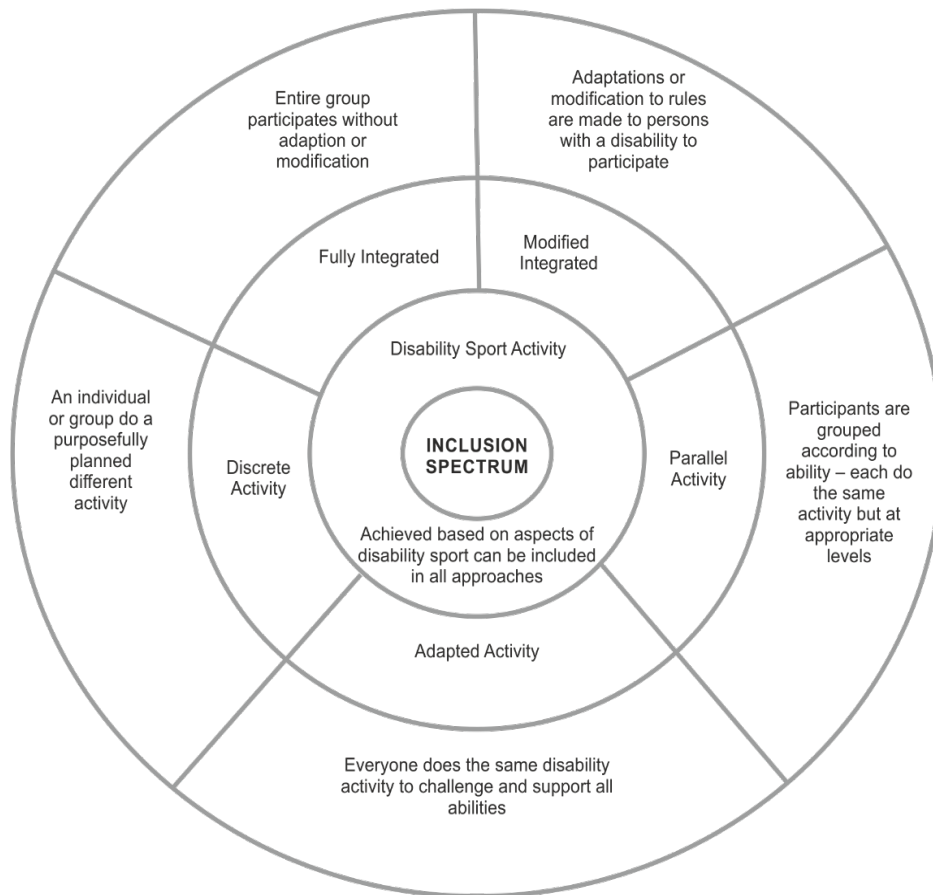 Entire group
participates without
adaption or
modification
Adaptations or
modification to rules
are made to persons
with a disability to
participate
Fully Integrated
Modified
Integrated
Disability Sport Activity
An individual
or group do a
purposefully
planned
different
activity
Discrete
Activity
INCLUSION
SPECTRUM
Parallel
Activity
Participants are
grouped
according to
ability – each do
the same
activity but at
appropriate
levels
Achieved based on aspects of
disability sport can be included
in all approaches
Adapted Activity
Everyone does the same disability
activity to challenge and support all
abilities